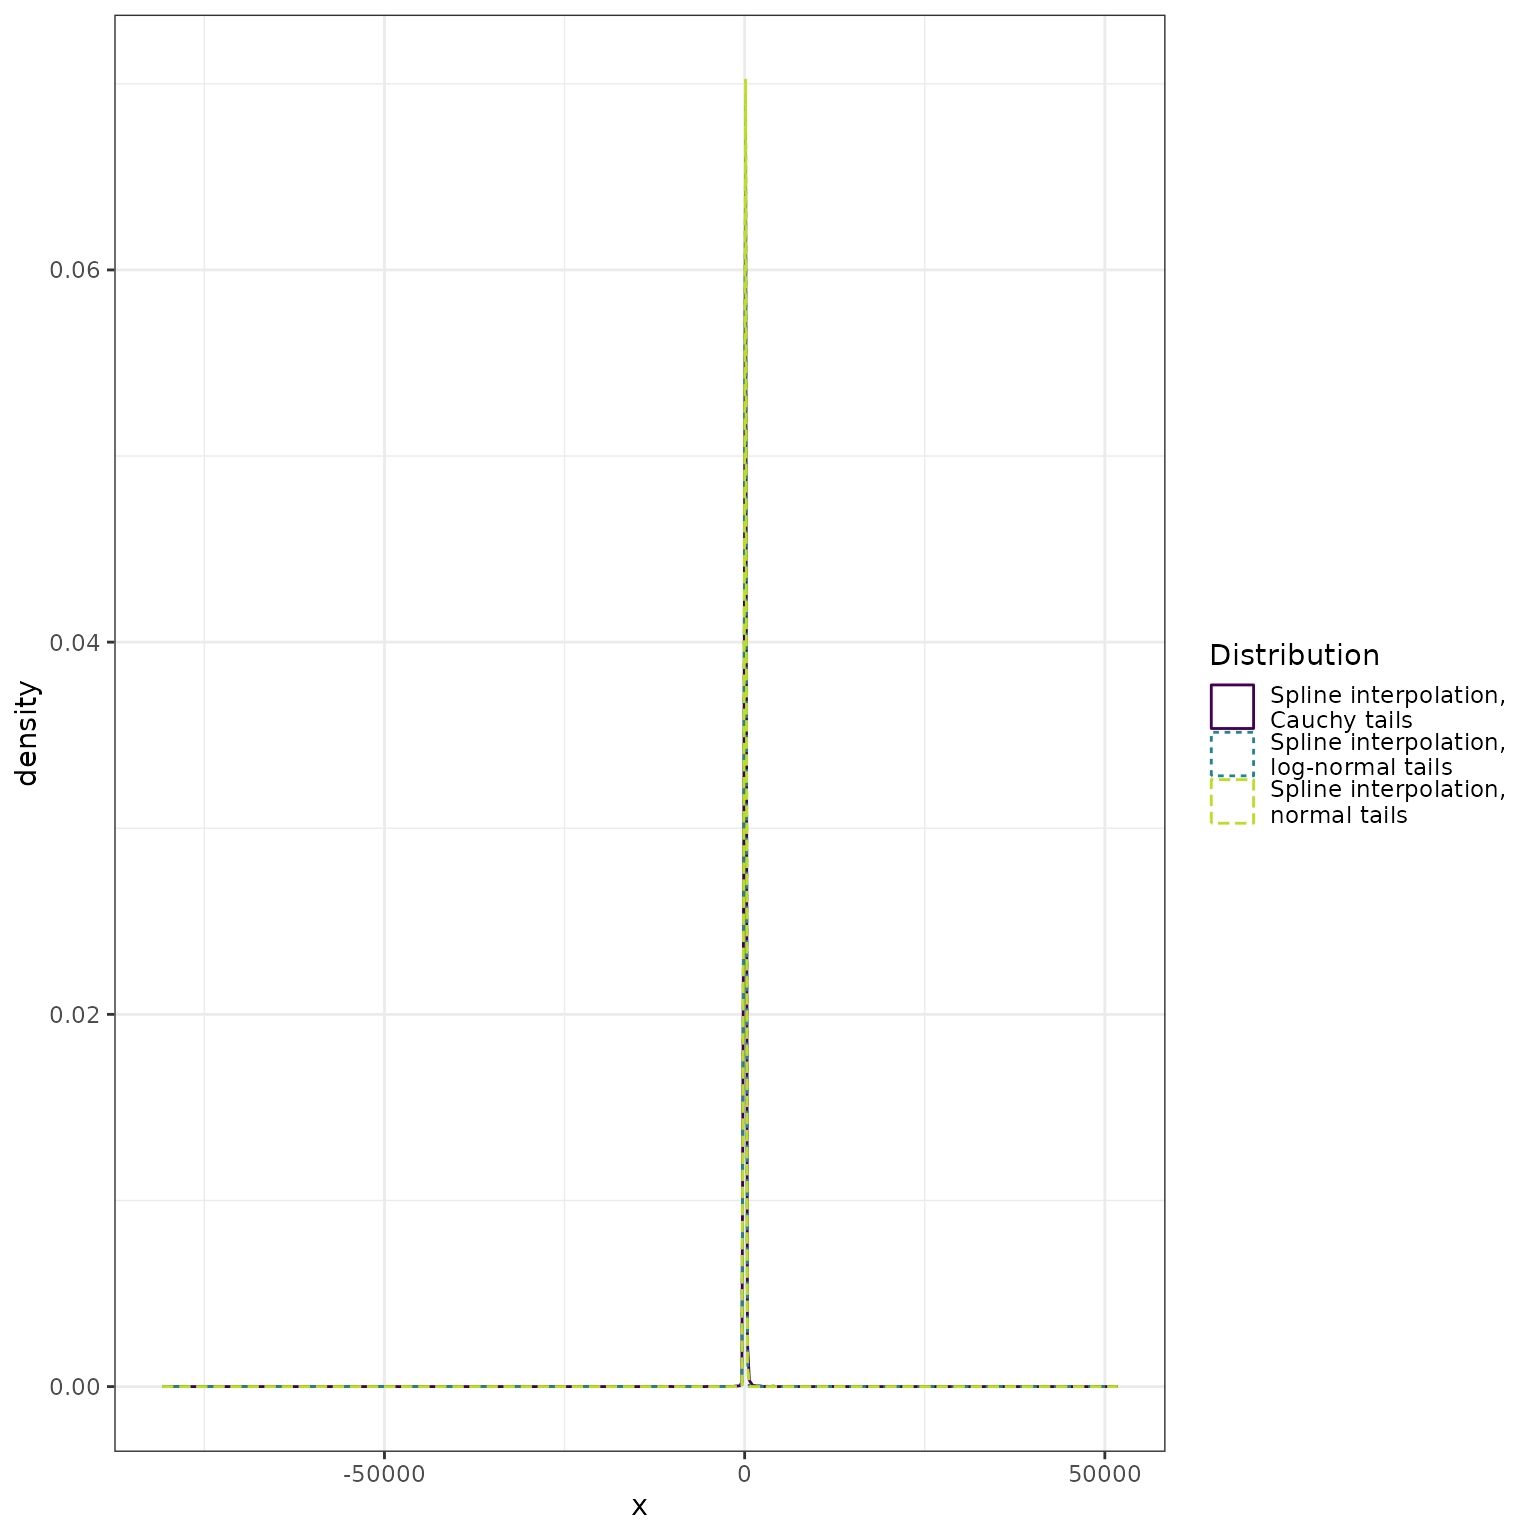 0.06
0.04
0.02
0.00
density
-50000
0
50000
x
Distribution
Spline interpolation,
Cauchy tails
Spline interpolation,
log-normal tails
Spline interpolation,
normal tails